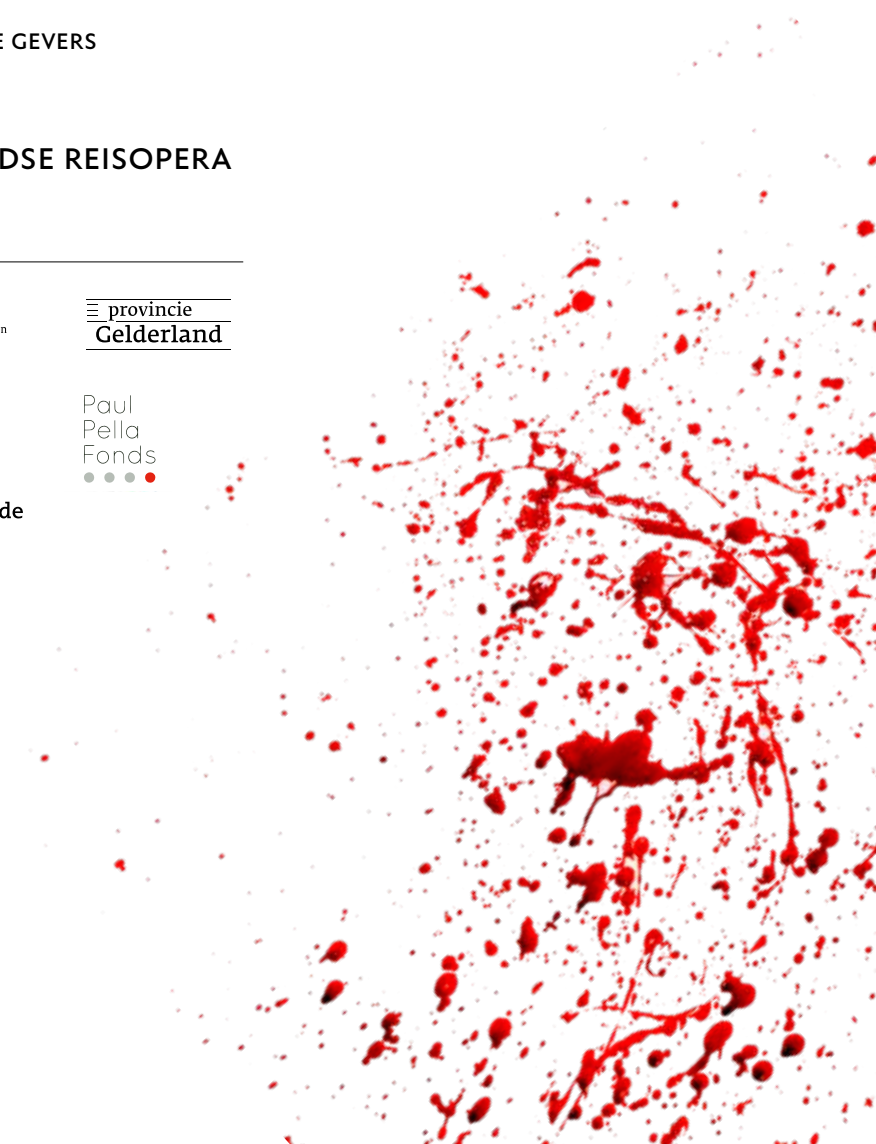 E GEVERS
DSE REISOPERA
n
provincie
Gelderland
Paul
Pella
Fonds
de